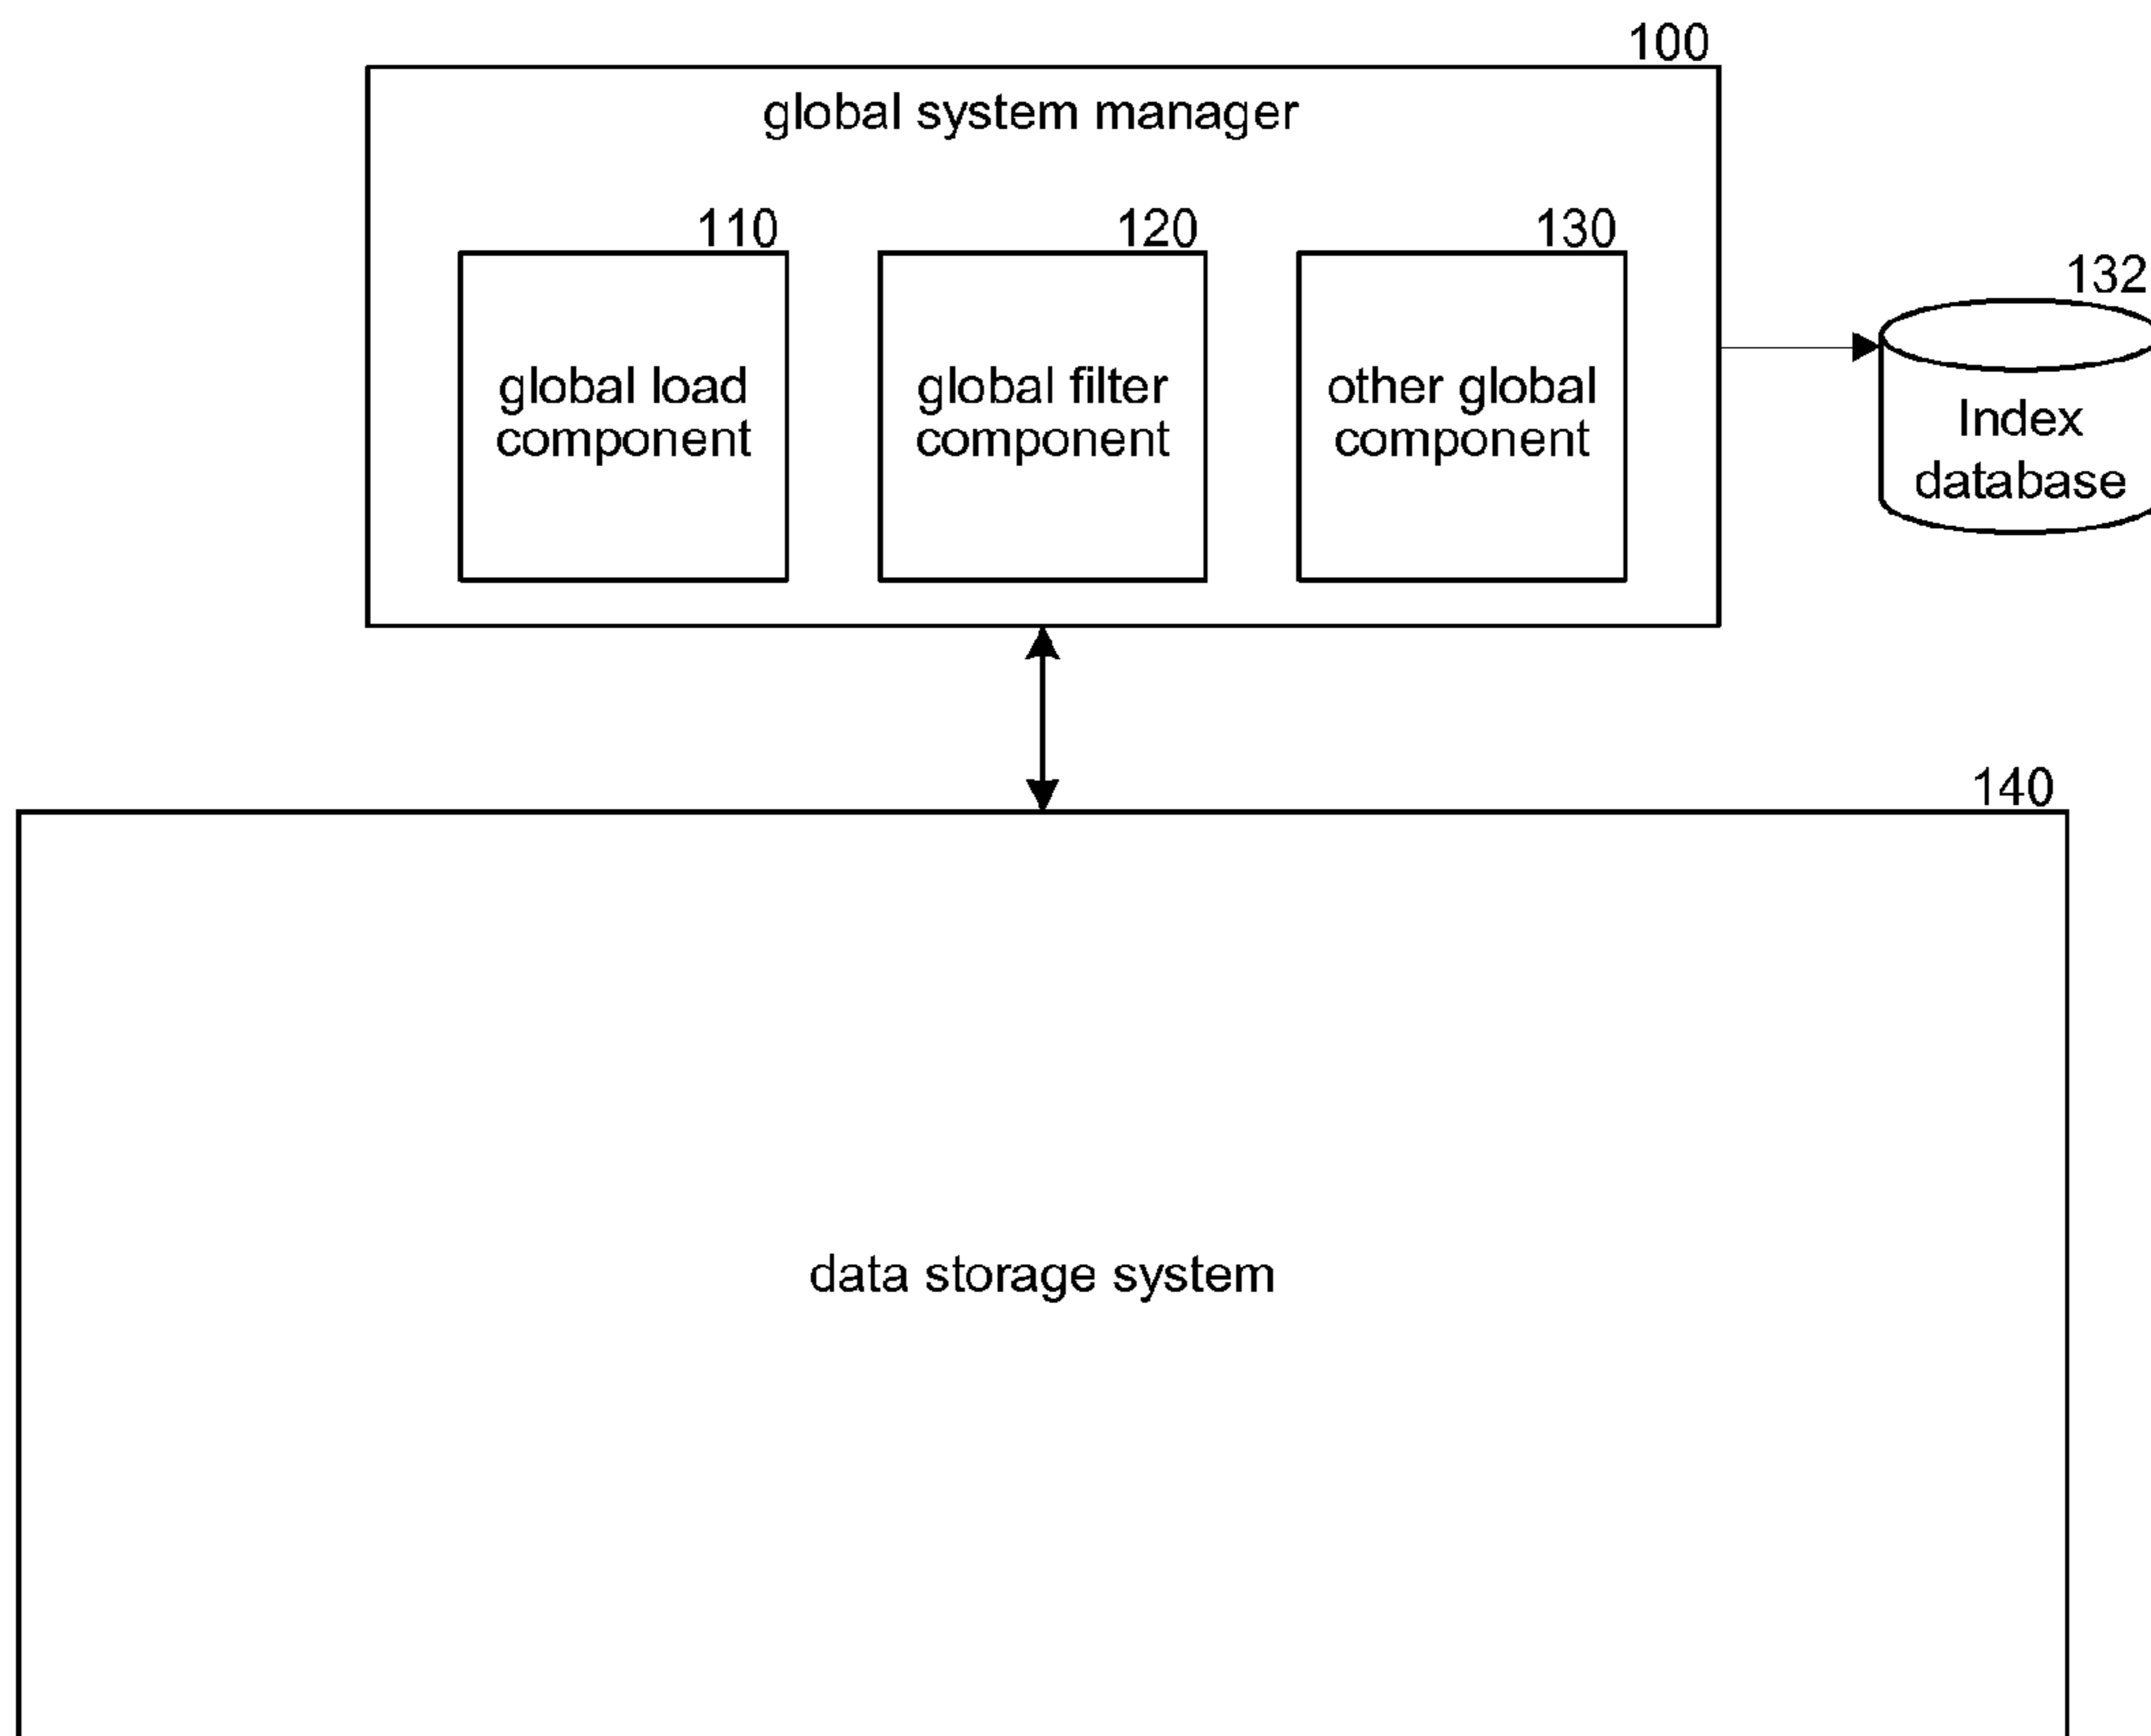 100
global system manager
110
global load
component
120
global filter
component
130
other global
component
132
Index
database
140
data storage system